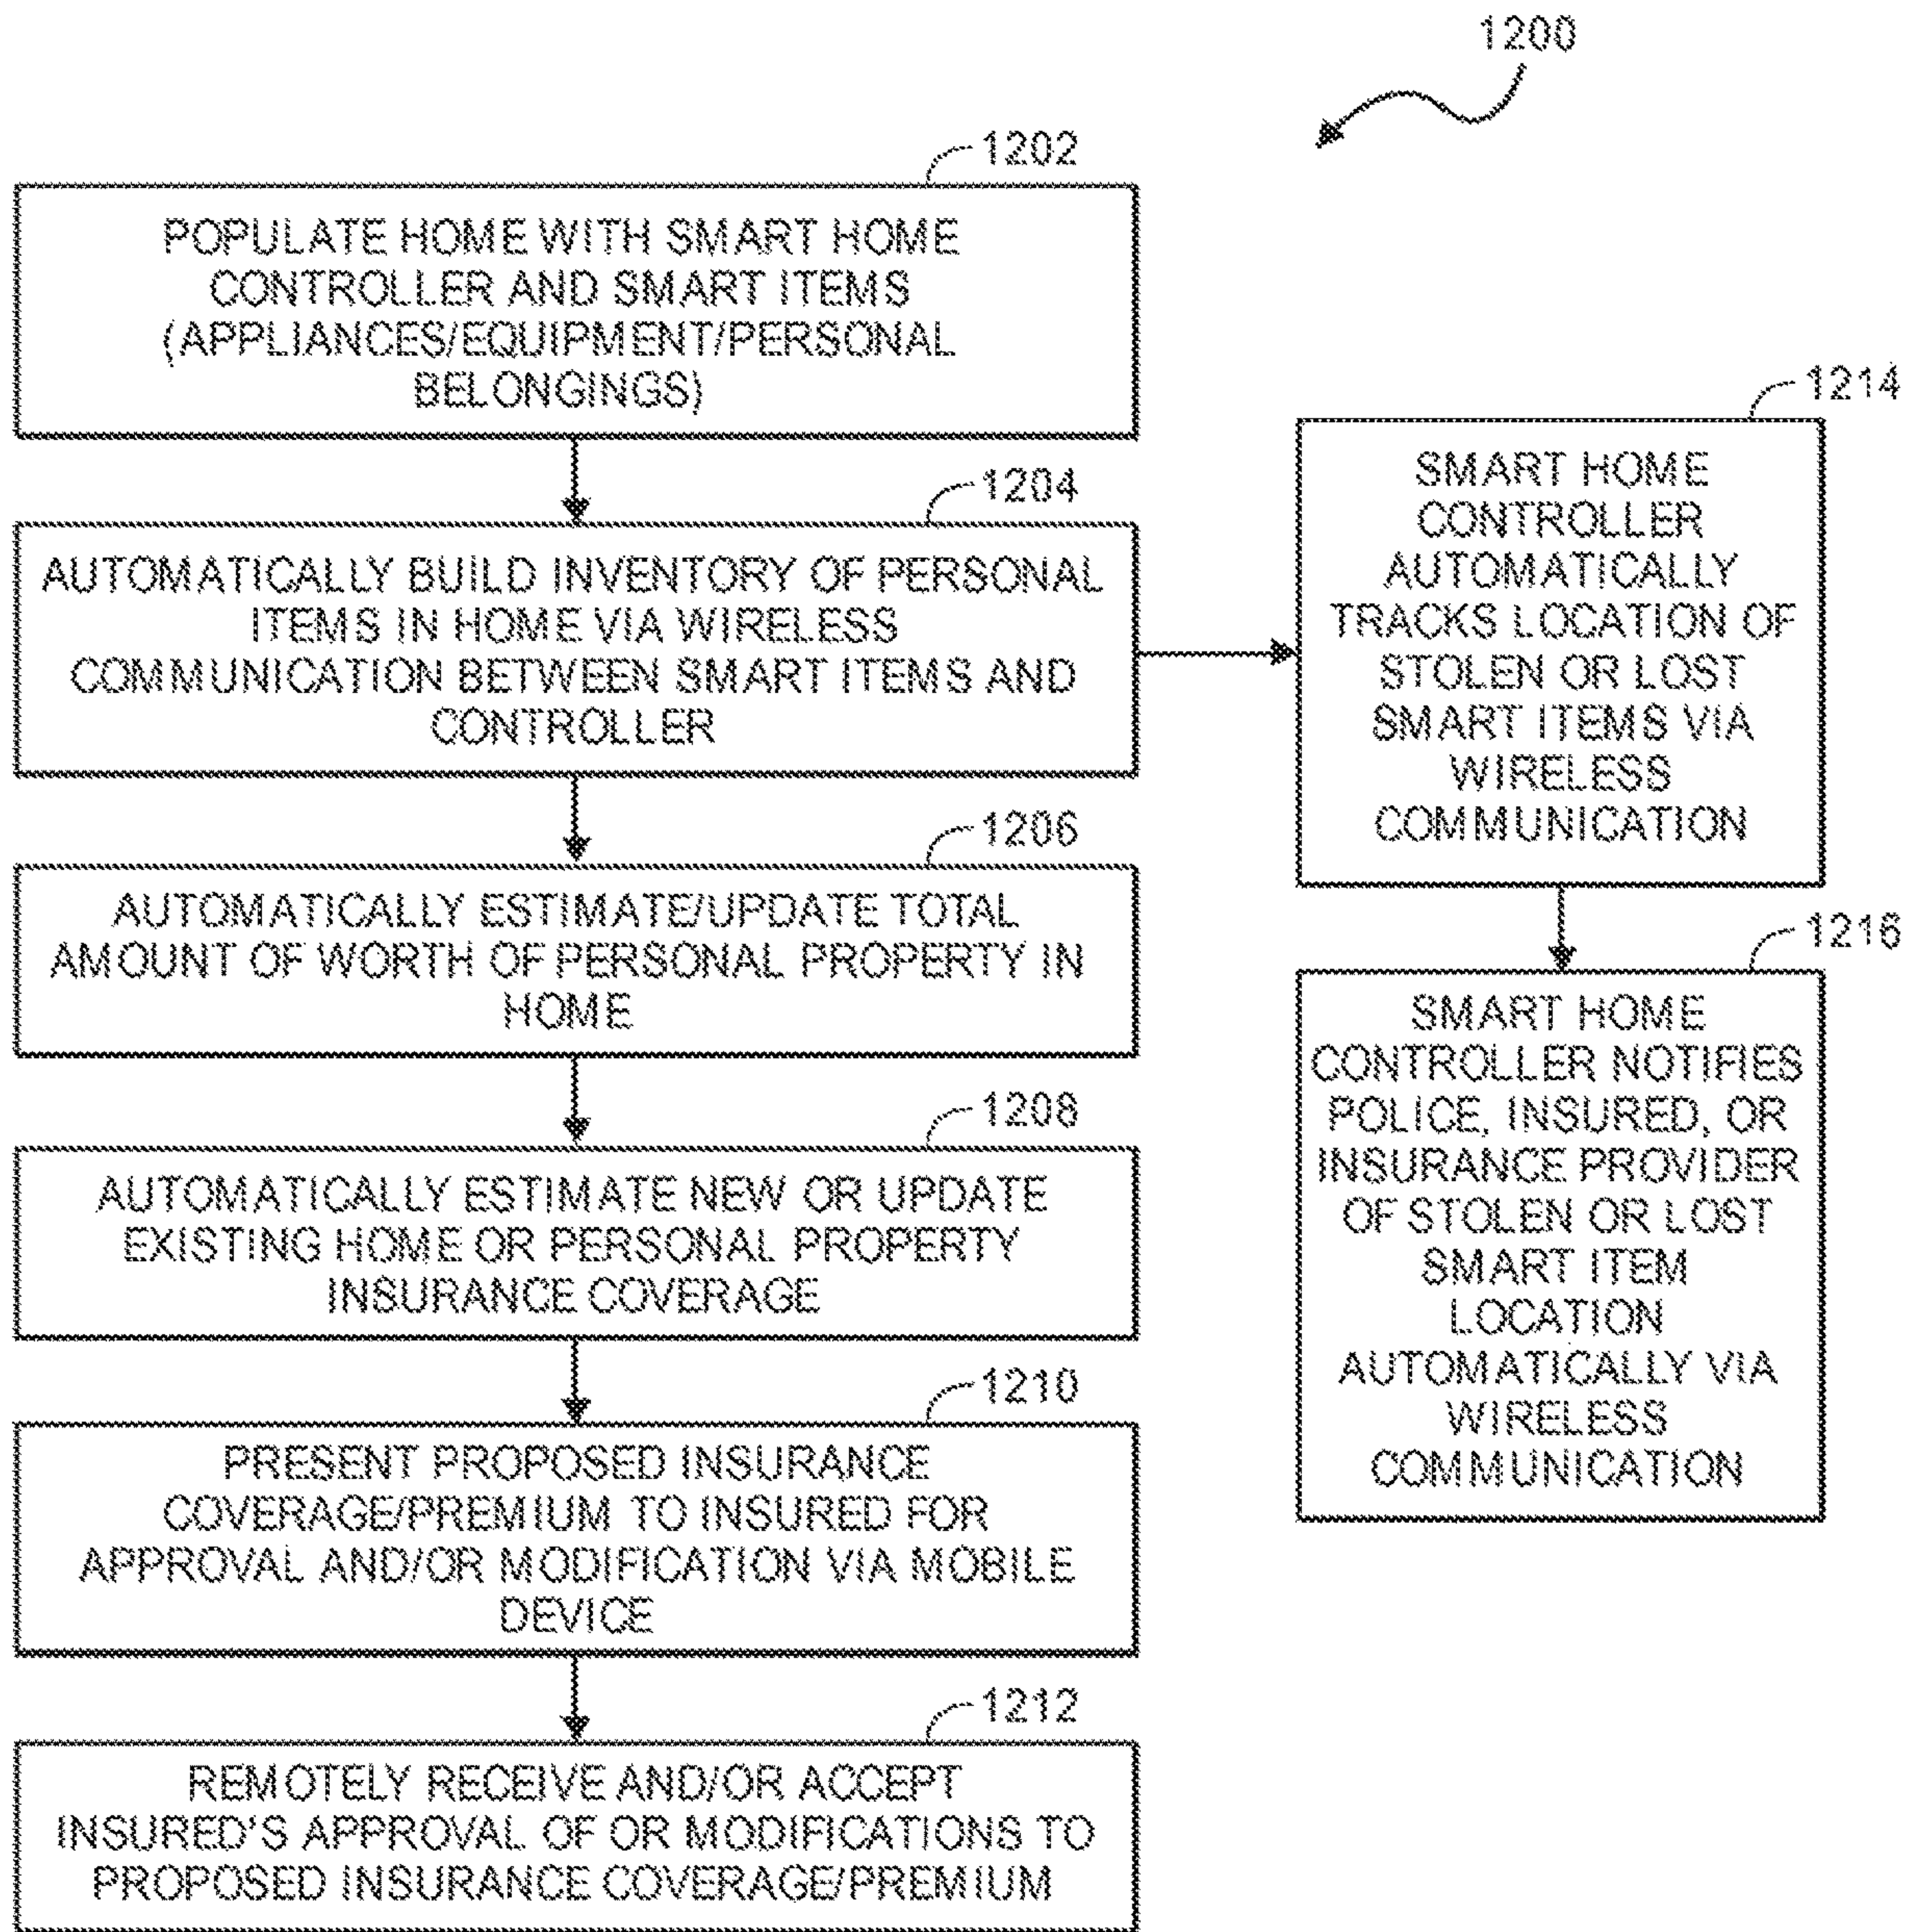 1200
1202
POPULATE HOME WITH SMART HOME
CONTROLLER AND SMART ITEMS
(APPLIANCES/EQUIPMENT/PERSONAL
BELONGINGS)
1204
AUTOMATICALLY BUILD INVENTORY OF PERSONAL
ITEMS IN HOME VIA WIRELESS
COMMUNICATION BETWEEN SMART ITEMS AND
CONTROLLER
1206
AUTOMATICALLY ESTIMATE/UPDATE TOTAL
AMOUNT OF WORTH OF PERSONAL PROPERTY IN
HOME
1208
AUTOMATICALLY ESTIMATE NEW OR UPDATE
EXISTING HOME OR PERSONAL PROPERTY
INSURANCE COVERAGE
1210
PRESENT PROPOSED INSURANCE
COVERAGE/PREMIUM TO INSURED FOR
APPROVAL AND/OR MODIFICATION VIA MOBILE
DEVICE
1212
REMOTELY RECEIVE AND/OR ACCEPT
INSURED'S APPROVAL OF OR MODIFICATIONS TO
PROPOSED INSURANCE COVERAGE/PREMIUM
1214
SMART HOME
CONTROLLER
AUTOMATICALLY
TRACKS LOCATION OF
STOLEN OR LOST
SMART ITEMS VIA
WIRELESS
COMMUNICATION
1216
SMART HOME
CONTROLLER NOTIFIES
POLICE, INSURED, OR
INSURANCE PROVIDER
OF STOLEN OR LOST
SMART ITEM
LOCATION
AUTOMATICALLY VIA
WIRELESS
COMMUNICATION